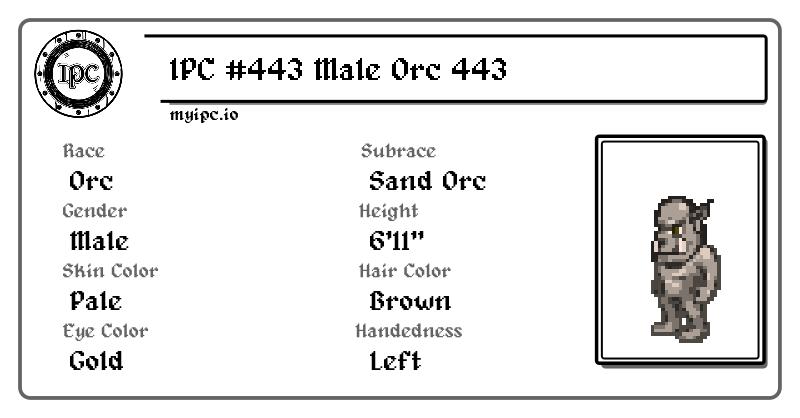 IPC
IPC #443 Male Orc 443
myipc.io
Race
Orc
Subrace
Sand Orc
Gender
Male
Height
6'11"
Skin Color
Pale
Hair Color
Brown
Eye Color
Gold
Handedness
Left